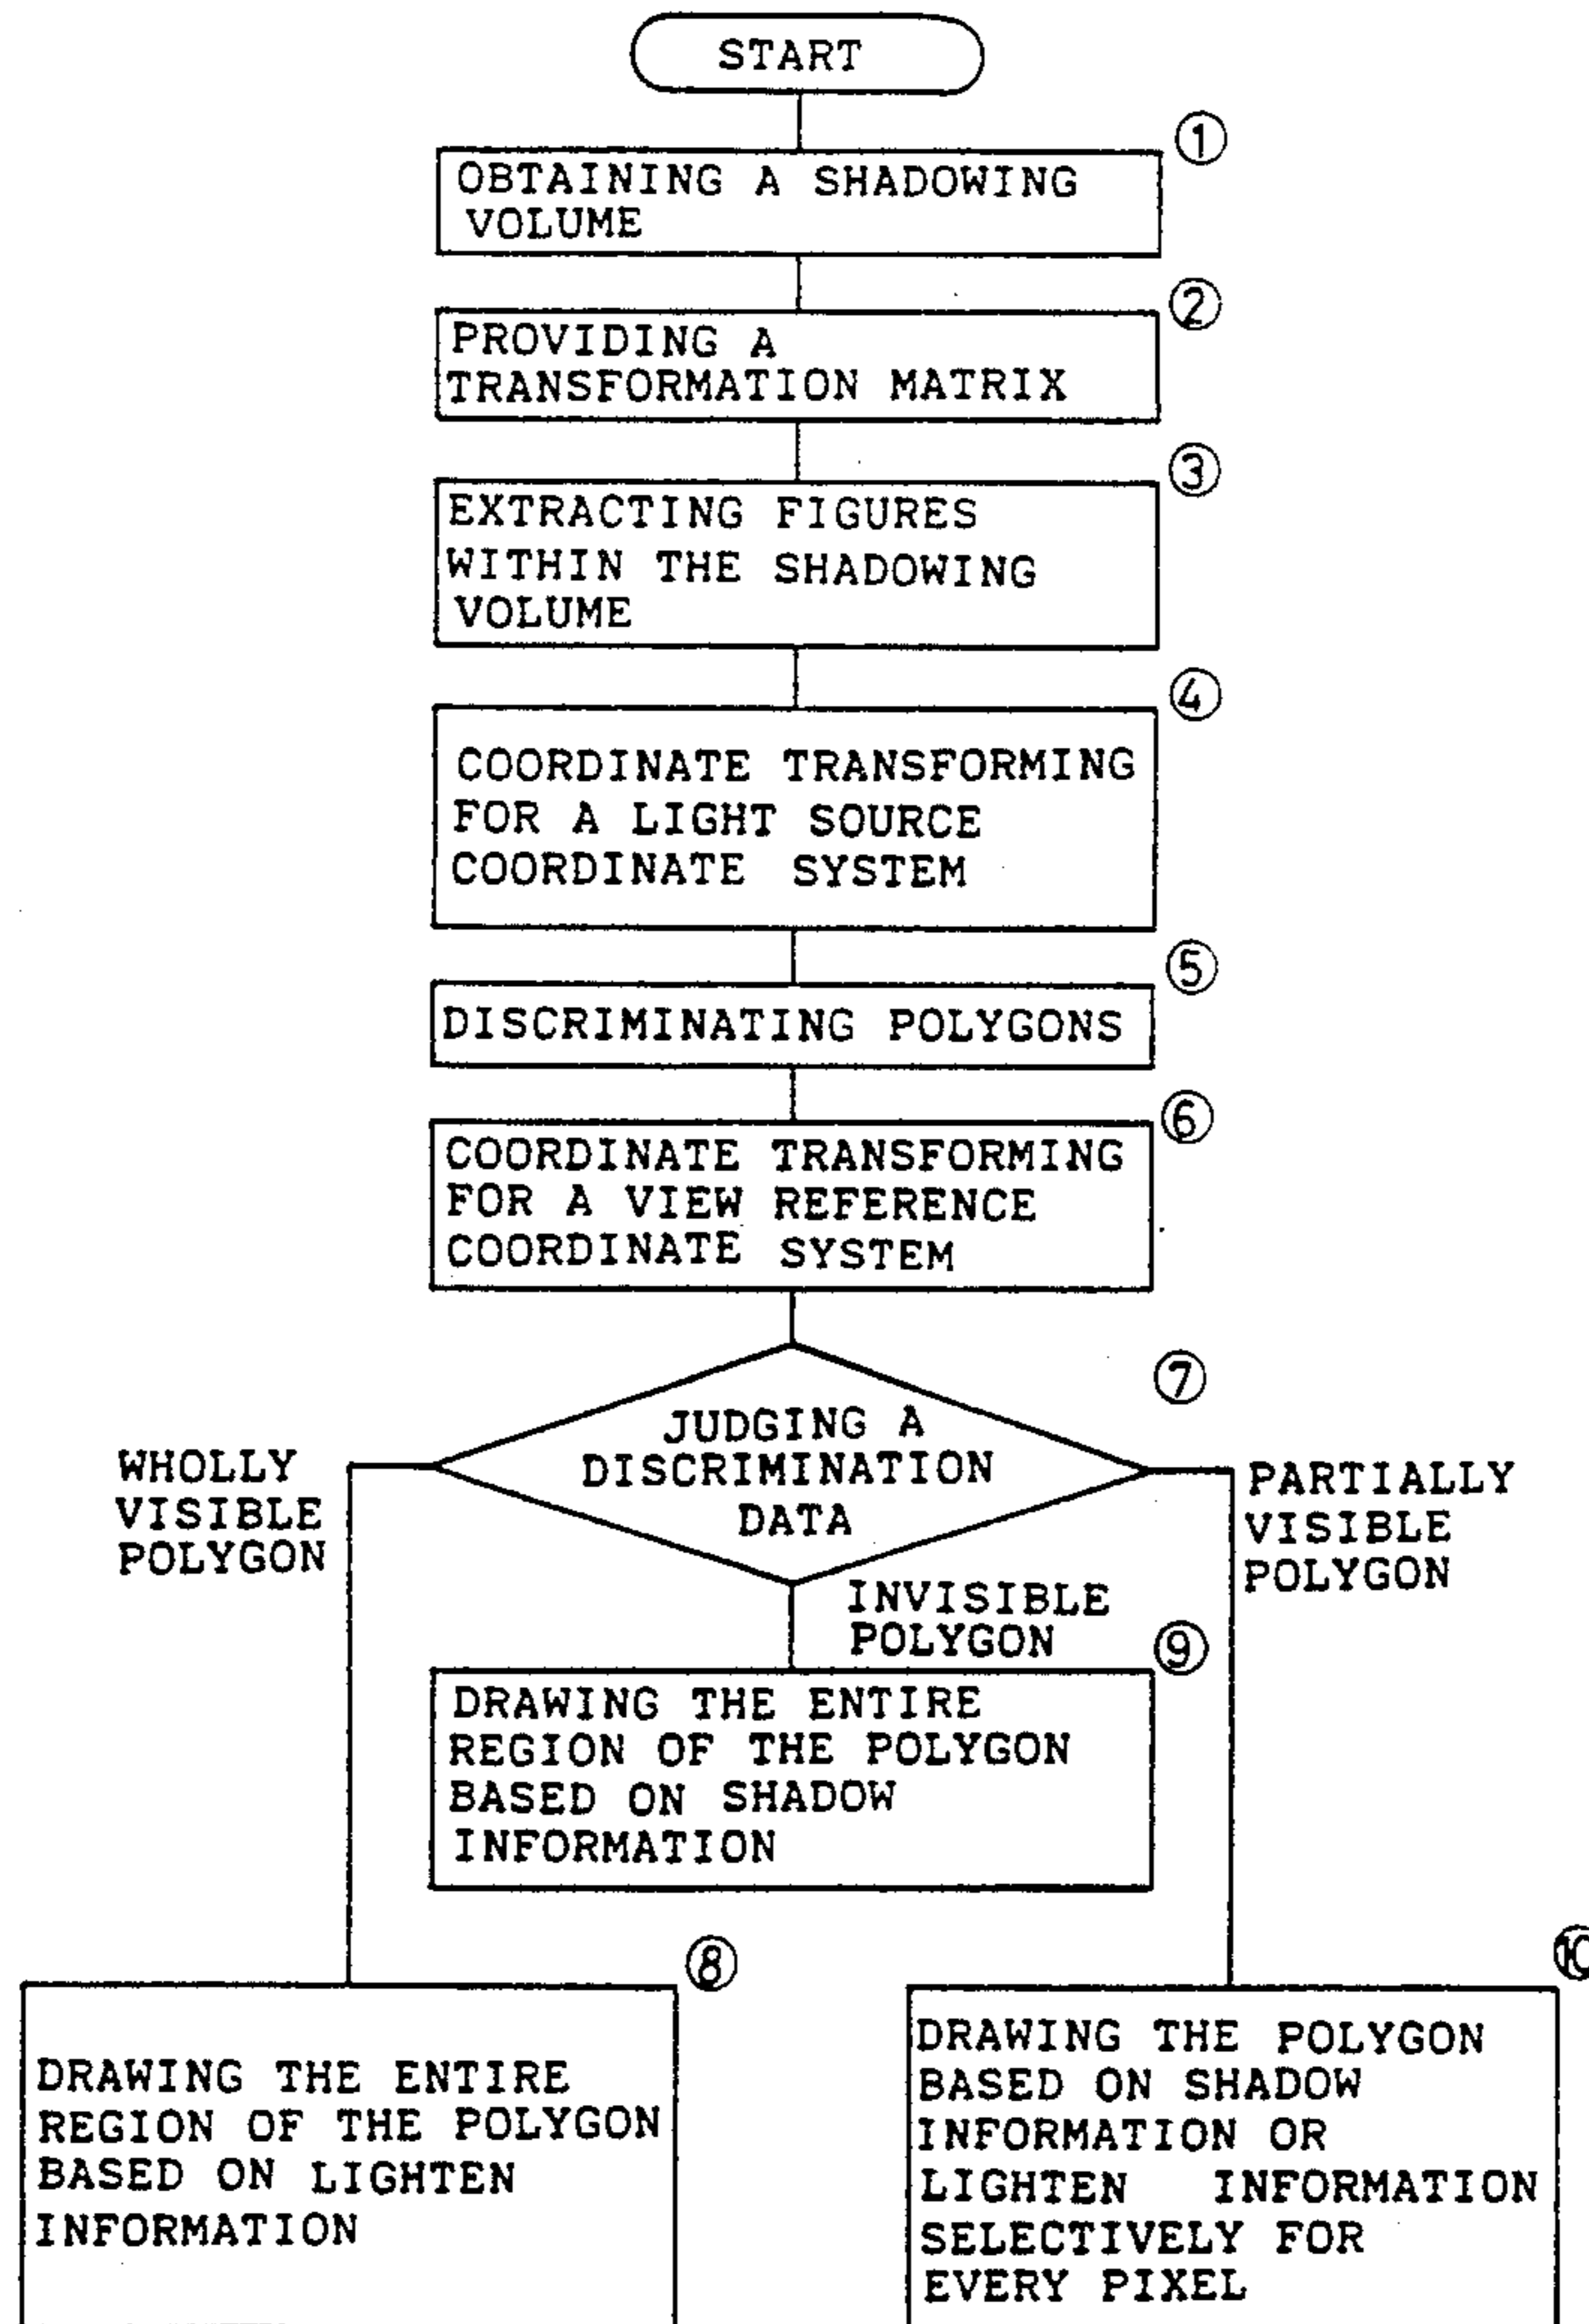 START
①
OBTAINING A SHADOWING
VOLUME
②
PROVIDING A
TRANSFORMATION MATRIX
③
EXTRACTING FIGURES
WITHIN THE SHADOWING
VOLUME
④
COORDINATE TRANSFORMING
FOR A LIGHT SOURCE
COORDINATE SYSTEM
⑤
DISCRIMINATING POLYGONS
⑥
COORDINATE TRANSFORMING
FOR A VIEW REFERENCE
COORDINATE SYSTEM
⑦
JUDGING A
DISCRIMINATION
DATA
WHOLLY
VISIBLE
POLYGON
PARTIALLY
VISIBLE
POLYGON
INVISIBLE
POLYGON
⑨
DRAWING THE ENTIRE
REGION OF THE POLYGON
BASED ON SHADOW
INFORMATION
⑧
DRAWING THE ENTIRE
REGION OF THE POLYGON
BASED ON LIGHTEN
INFORMATION
⑩
DRAWING THE POLYGON
BASED ON SHADOW
INFORMATION OR
LIGHTEN INFORMATION
SELECTIVELY FOR
EVERY PIXEL